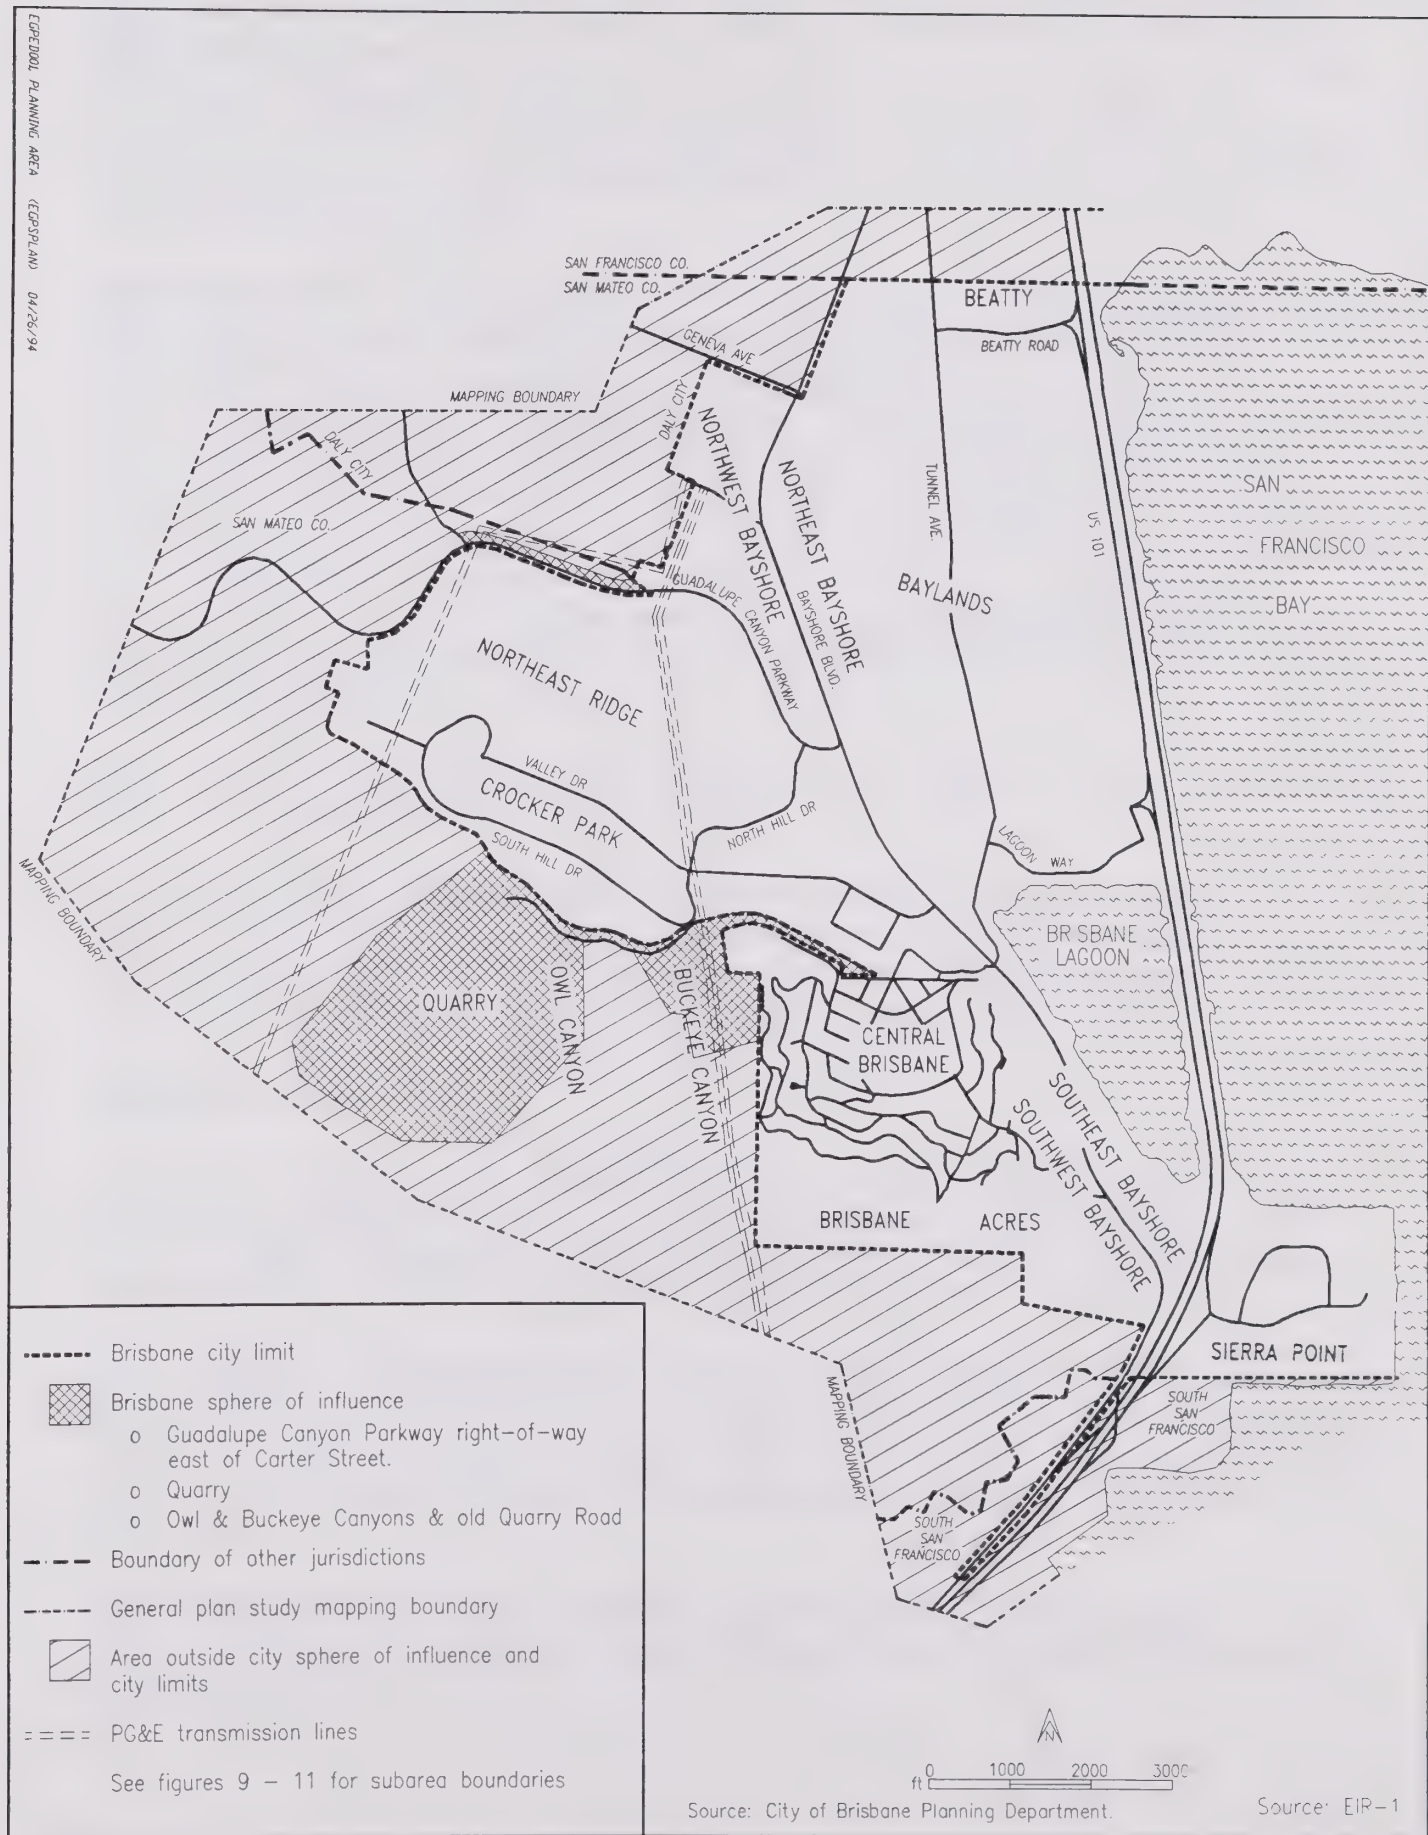 EGPEDOOL PLANNING AREA (EGPSPLAN) 04/26/94
SAN FRANCISCO CO.
SAN MATEO CO.
BEATTY
BEATTY ROAD
GENEVA AVE
MAPPING BOUNDARY
DALY CITY
DALY CITY
SAN MATEO CO.
NORTHWEST BAYSHORE
NORTHEAST BAYSHORE
BAYSHORE BLVD.
TUNNEL AVE.
US 101
SAN
FRANCISCO
BAY
BAYLANDS
GUADALUPE CANYON PARKWAY
NORTHEAST RIDGE
VALLEY DR
CROCKER PARK
SOUTH HILL DR
NORTH HILL DR
LAGOON WAY
MAPPING BOUNDARY
BR SBANE
LAGOON
QUARRY
OWL CANYON
BUCKEYE CANYON
CENTRAL
BRISBANE
SOUTHEAST BAYSHORE
SOUTHWEST BAYSHORE
BRISBANE ACRES
SIERRA POINT
MAPPING BOUNDARY
SOUTH
SAN
FRANCISCO
SOUTH
SAN
FRANCISCO
Brisbane city limit
Brisbane sphere of influence
o Guadalupe Canyon Parkway right-of-way
east of Carter Street.
o Quarry
o Owl & Buckeye Canyons & old Quarry Road
Boundary of other jurisdictions
General plan study mapping boundary
Area outside city sphere of influence and
city limits
PG&E transmission lines
See figures 9 - 11 for subarea boundaries
N
0 1000 2000 3000
ft
Source: City of Brisbane Planning Department.
Source: EIR-1